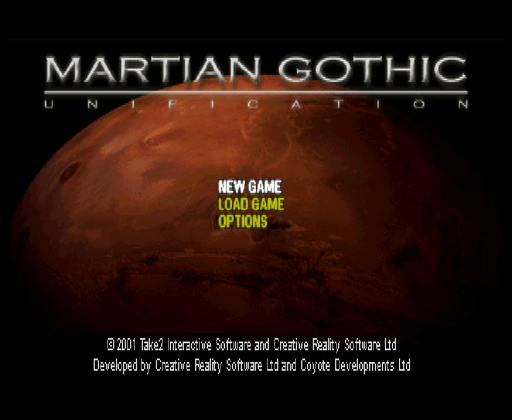 MARTIAN GOTHIC
UNIFICATION
NEW GAME
LOAD GAME
OPTIONS
© 2001 Take2 Interactive Software and Creative Reality Software Ltd
Developed by Creative Reality Software Ltd and Coyote Developments Ltd